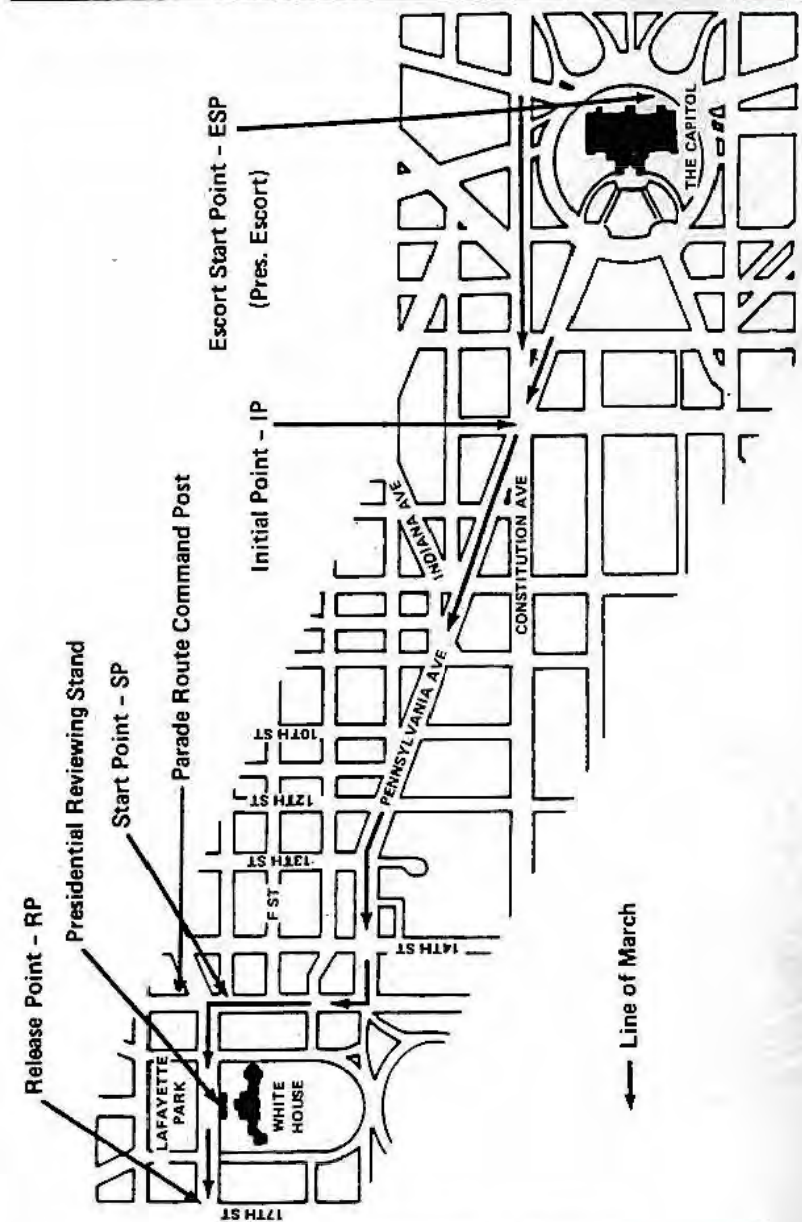 Release Point – RP
Presidential Reviewing Stand
Start Point – SP
Parade Route Command Post
Initial Point – IP
Escort Start Point – ESP
(Pres. Escort)
LAFAYETTE
PARK
WHITE
HOUSE
17TH ST
14TH ST
F ST
13TH ST
12TH ST
10TH ST
PENNSYLVANIA AVE
INDIANA AVE
CONSTITUTION AVE
THE CAPITOL
Line of March